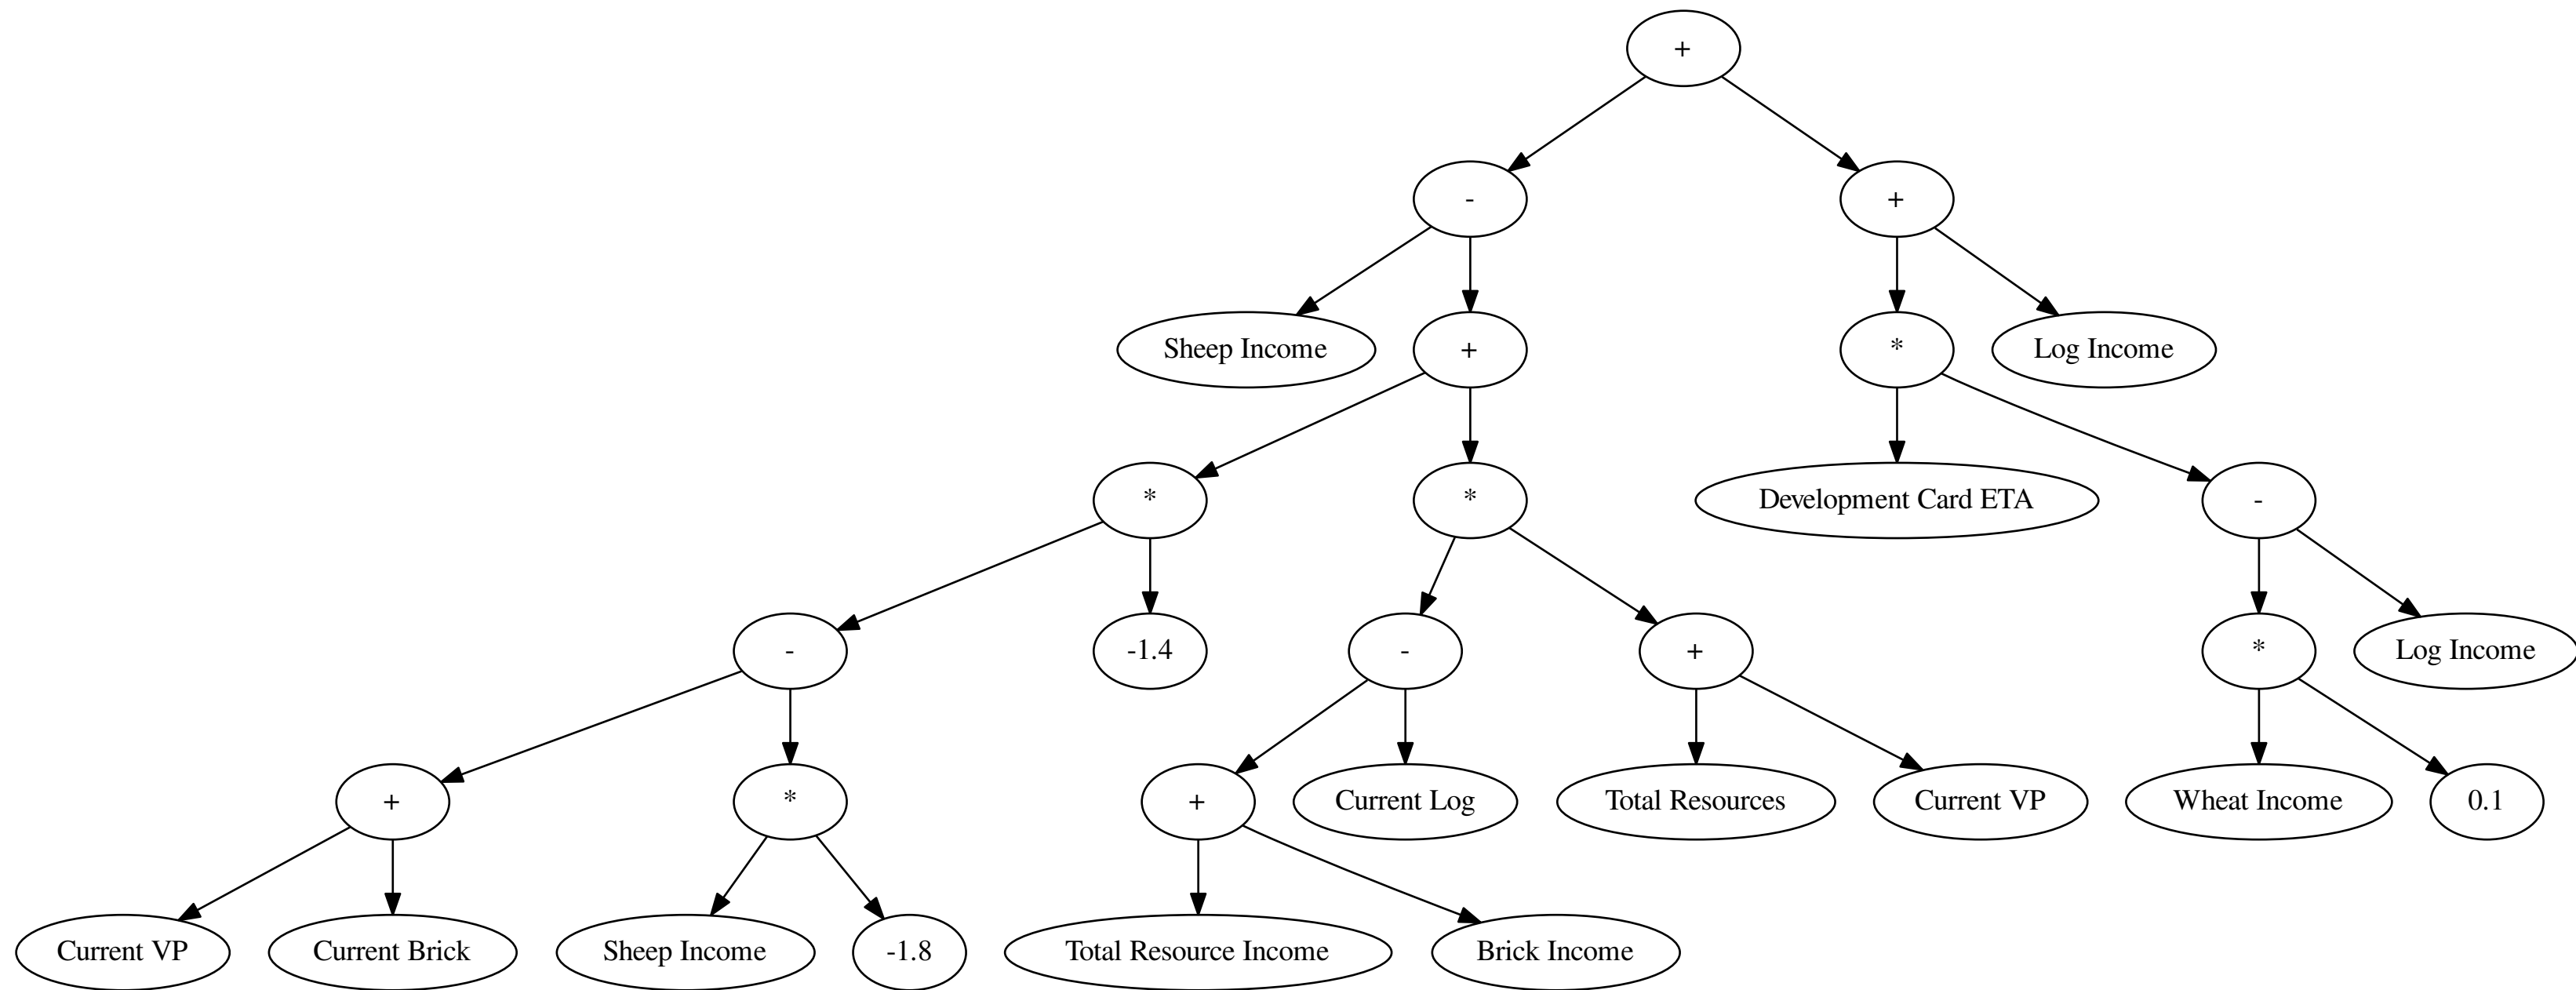 +
-
+
Sheep Income
+
*
Log Income
*
*
Development Card ETA
-
-
-1.4
-
+
*
Log Income
+
*
+
Current Log
Total Resources
Current VP
Wheat Income
0.1
Current VP
Current Brick
Sheep Income
-1.8
Total Resource Income
Brick Income